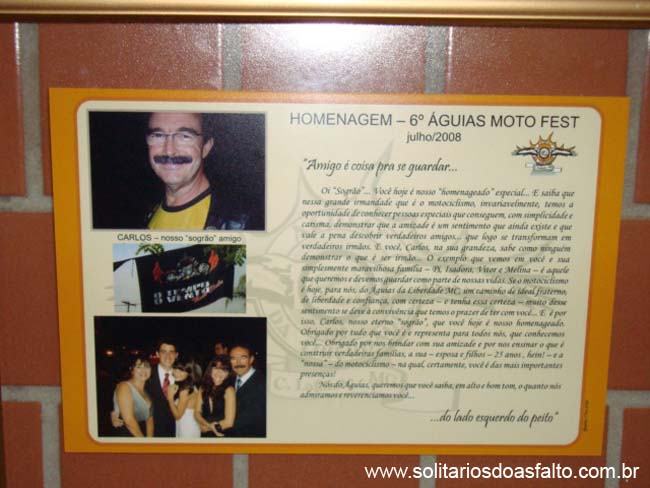 HOMENAGEM – 6º ÁGUIAS MOTO FEST
julho/2008
"Amigo é coisa pra se guardar...
CARLOS – nosso "sogrão" amigo
O TEMPO
O VENTO
Oi "Sogrão"... Você hoje é nosso "homenageado" especial... E saiba que
nessa grande irmandade que é o motociclismo, invariavelmente, temos a
oportunidade de conhecer pessoas especiais que conseguem, com simplicidade e
carisma, demonstrar que a amizade é um sentimento que ainda existe e que
vale a pena descobrir verdadeiros amigos... que logo se transformam em
verdadeiros irmãos. E você, Carlos, na sua grandeza, sabe como ninguém
demonstrar o que é ser irmão... O exemplo que vemos em você e sua
simplesmente maravilhosa família – Pi, Isadora, Vitor e Melina – é aquele
que queremos e devemos guardar como parte de nossas vidas. Se o motociclismo
é hoje, para nós, do Águias da Liberdade MC, um caminho de ideal fraterno,
de liberdade e confiança, com certeza – e tenha essa certeza – muito desse
sentimento se deve à convivência que temos o prazer de ter com você... E é por
isso, Carlos, nosso eterno "sogrão", que você hoje é nosso homenageado.
Obrigado por tudo que você é e representa para todos nós, que conhecemos
você... Obrigado por nos brindar com sua amizade e por nos ensinar o que é
construir verdadeiras famílias, a sua – esposa e filhos – 25 anos, hein! – e a
"nossa" – do motociclismo – na qual, certamente, você é das mais importantes
presenças!
Nós do Águias, queremos que você saiba, em alto e bom tom, o quanto nós
admiramos e reverenciamos você...
...do lado esquerdo do peito"
www.solitariosdoasfalto.com.br